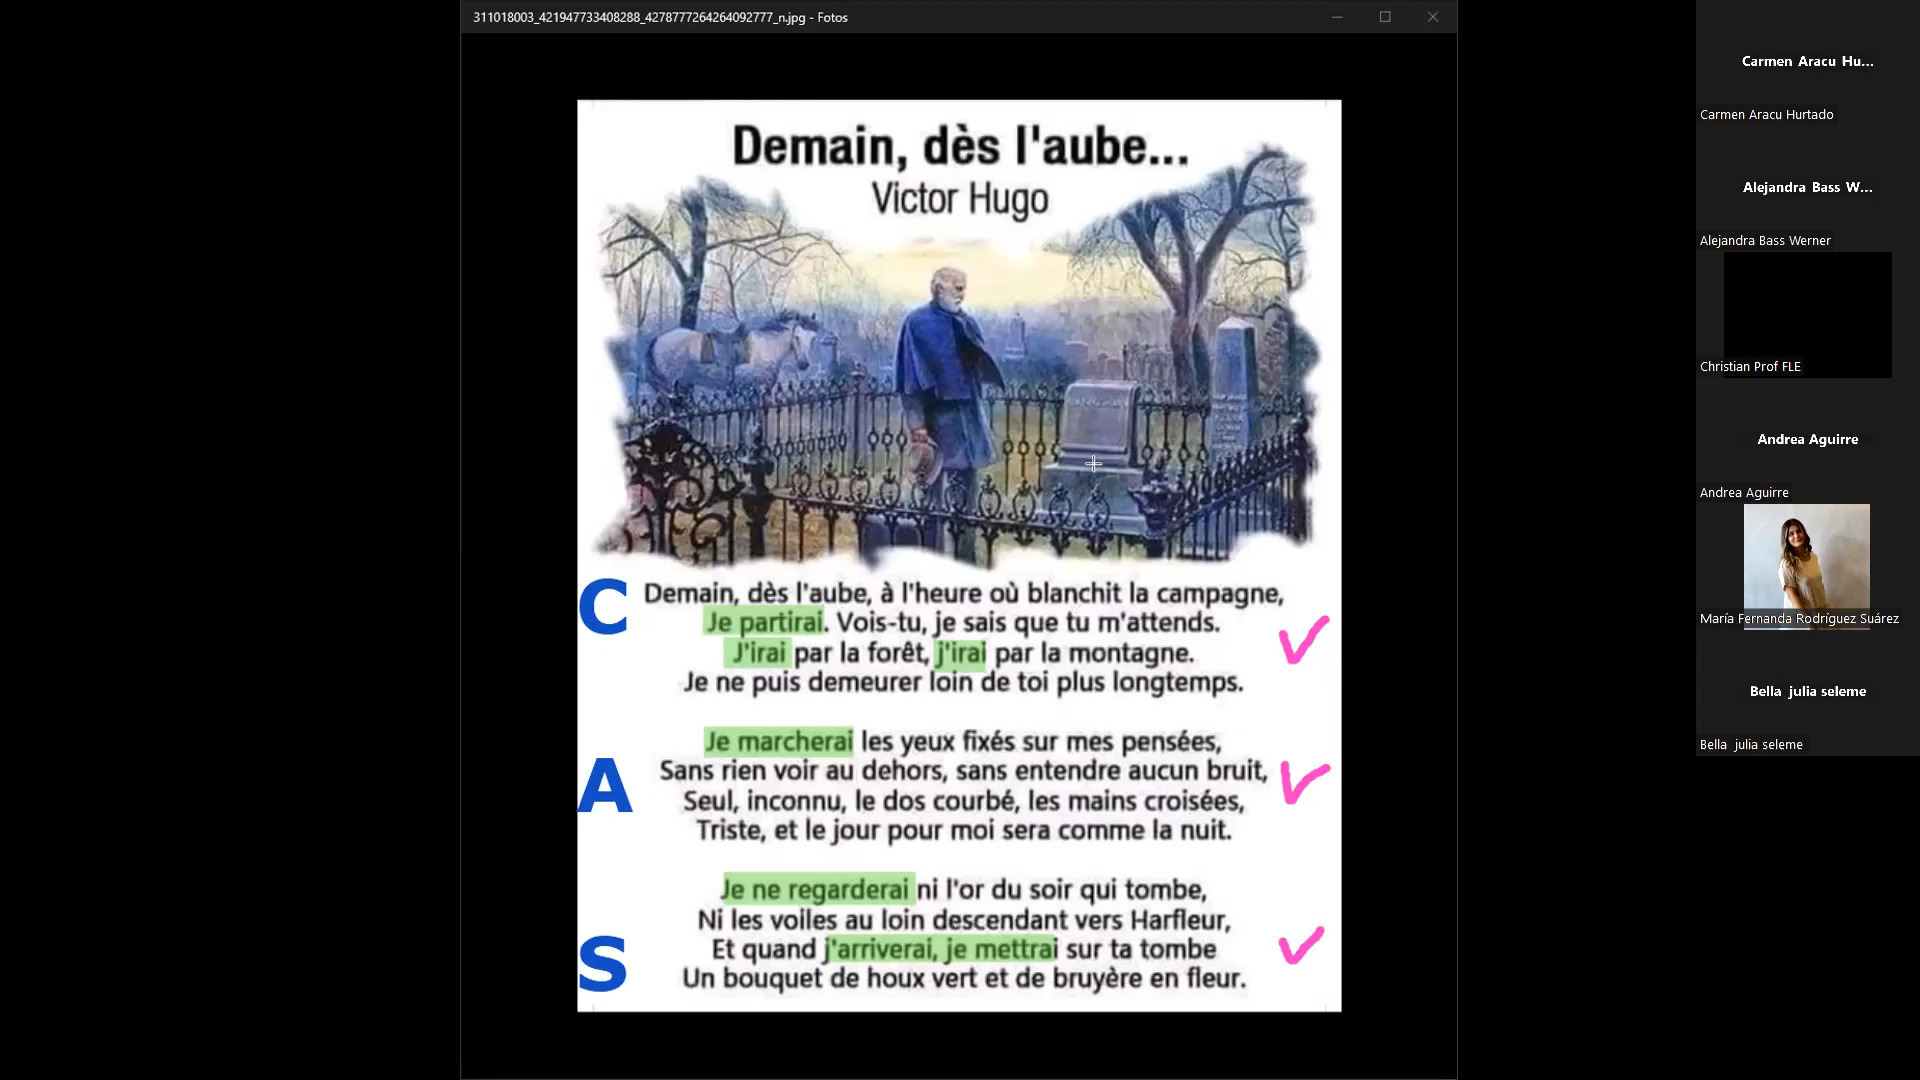 311018003_421947733408288_4278777264264092777_n.jpg - Fotos
Demain, dès l'aube...
Victor Hugo
C
Demain, dès l'aube, à l'heure où blanchit la campagne,
Je partirai. Vois-tu, je sais que tu m'attends.
J'irai par la forêt, j'irai par la montagne.
Je ne puis demeurer loin de toi plus longtemps.
A
Je marcherai les yeux fixés sur mes pensées,
Sans rien voir au dehors, sans entendre aucun bruit,
Seul, inconnu, le dos courbé, les mains croisées,
Triste, et le jour pour moi sera comme la nuit.
S
Je ne regarderai ni l'or du soir qui tombe,
Ni les voiles au loin descendant vers Harfleur,
Et quand j'arriverai, je mettrai sur ta tombe
Un bouquet de houx vert et de bruyère en fleur.
Carmen Aracu Hu...
Carmen Aracu Hurtado
Alejandra Bass W...
Alejandra Bass Werner
Christian Prof FLE
Andrea Aguirre
Andrea Aguirre
María Fernanda Rodríguez Suárez
Bella julia seleme
Bella julia seleme